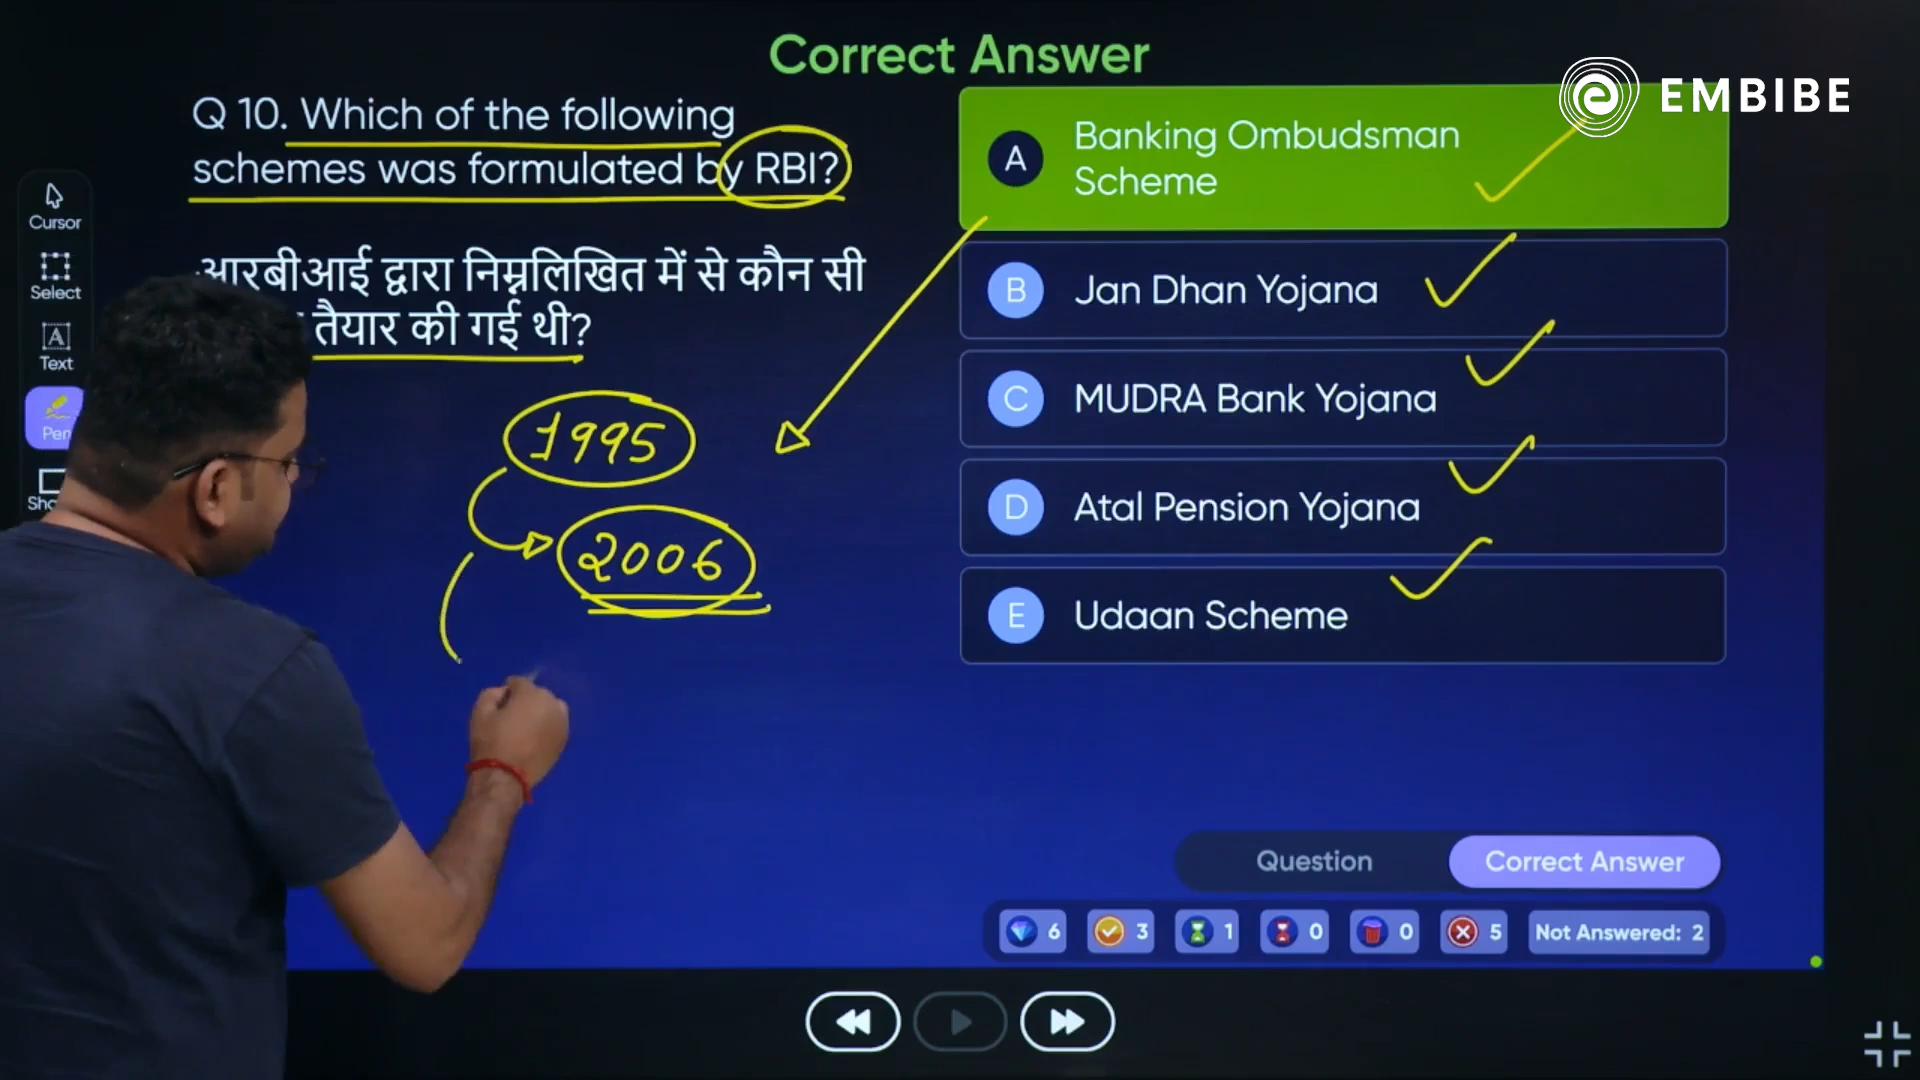 Correct Answer
EMBIBE
Q 10. Which of the following
schemes was formulated by RBI?
आरबीआई द्वारा निम्नलिखित में से कौन सी
तैयार की गई थी?
1995
2006
A
Banking Ombudsman
Scheme
B Jan Dhan Yojana
C MUDRA Bank Yojana
D Atal Pension Yojana
E Udaan Scheme
Cursor
Select
A
Text
Pen
Question
Correct Answer
6
3
1
0
0
5
Not Answered: 2